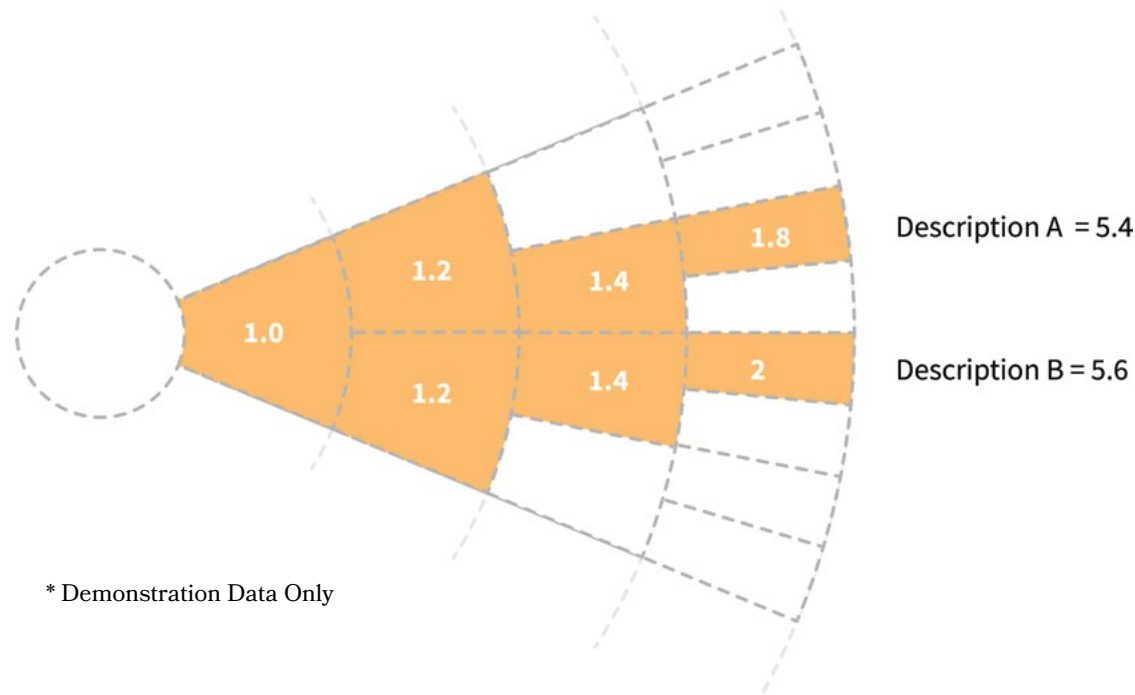 1.8
Description A = 5.4
1.2
1.4
1.0
1.2
1.4
2
Description B = 5.6
* Demonstration Data Only